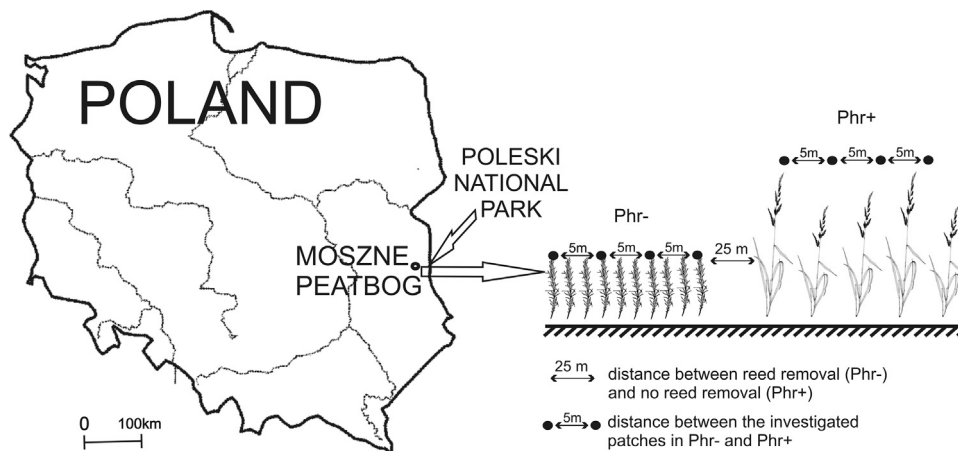 POLAND
POLESKI
NATIONAL
PARK
MOSZNE
PEATBOG
0 100km
Phr-
5m 5m 5m
25 m
Phr+
5m 5m 5m
25 m
distance between reed removal (Phr-)
and no reed removal (Phr+)
5m
distance between the investigated
patches in Phr- and Phr+